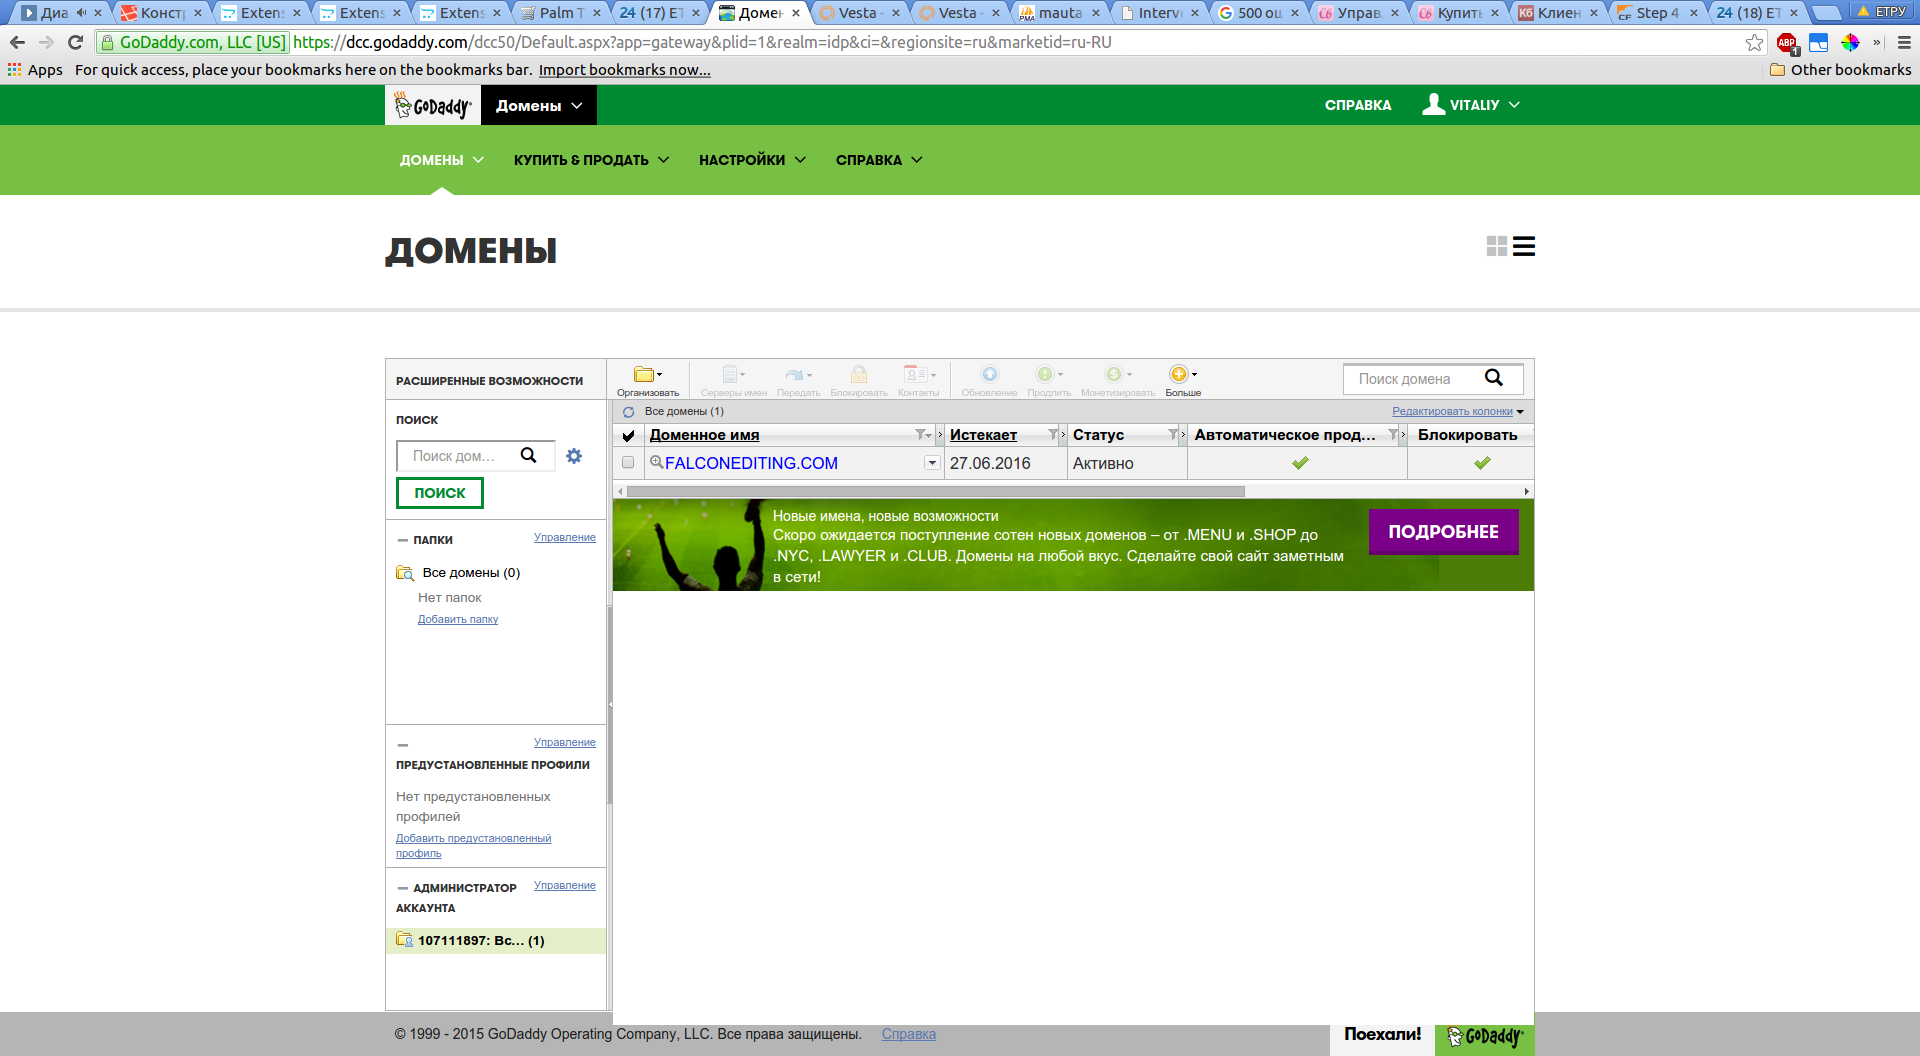 Диа
Констр
Extens
Extens
Extens
Palm T
24 (17) ET
Домен
Vesta -
Vesta -
mauta
Interv
500 ош
Управ.
Купить
Клиен
Step 4
24 (18) ET
ETPУ
GoDaddy.com, LLC [US] https://dcc.godaddy.com/dcc50/Default.aspx?app=gateway&plid=1&realm=idp&ci=&regionsite=ru&marketid=ru-RU
ABP 1 »
Apps For quick access, place your bookmarks here on the bookmarks bar. Import bookmarks now... Other bookmarks
GoDaddy Домены СПРАВКА VITALIY
ДОМЕНЫ КУПИТЬ & ПРОДАТЬ НАСТРОЙКИ СПРАВКА
ДОМЕНЫ
РАСШИРЕННЫЕ ВОЗМОЖНОСТИ
ПОИСК
Поиск дом…
ПОИСК
ПАПКИ Управление
Все домены (0)
Нет папок
Добавить папку
Управление
ПРЕДУСТАНОВЛЕННЫЕ ПРОФИЛИ
Нет предустановленных
профилей
Добавить предустановленный
профиль
АДМИНИСТРАТОР Управление
АККАУНТА
107111897: Вс… (1)
Организовать Серверы имен Передать Блокировать Контакты Обновление Продлить Монетизировать Больше
Поиск домена
Все домены (1) Редактировать колонки
Доменное имя Истекает Статус Автоматическое прод… Блокировать
FALCONEDITING.COM 27.06.2016 Активно
Новые имена, новые возможности
Скоро ожидается поступление сотен новых доменов – от .MENU и .SHOP до
.NYC, .LAWYER и .CLUB. Домены на любой вкус. Сделайте свой сайт заметным
в сети!
ПОДРОБНЕЕ
© 1999 - 2015 GoDaddy Operating Company, LLC. Все права защищены. Справка
Поехали! GoDaddy